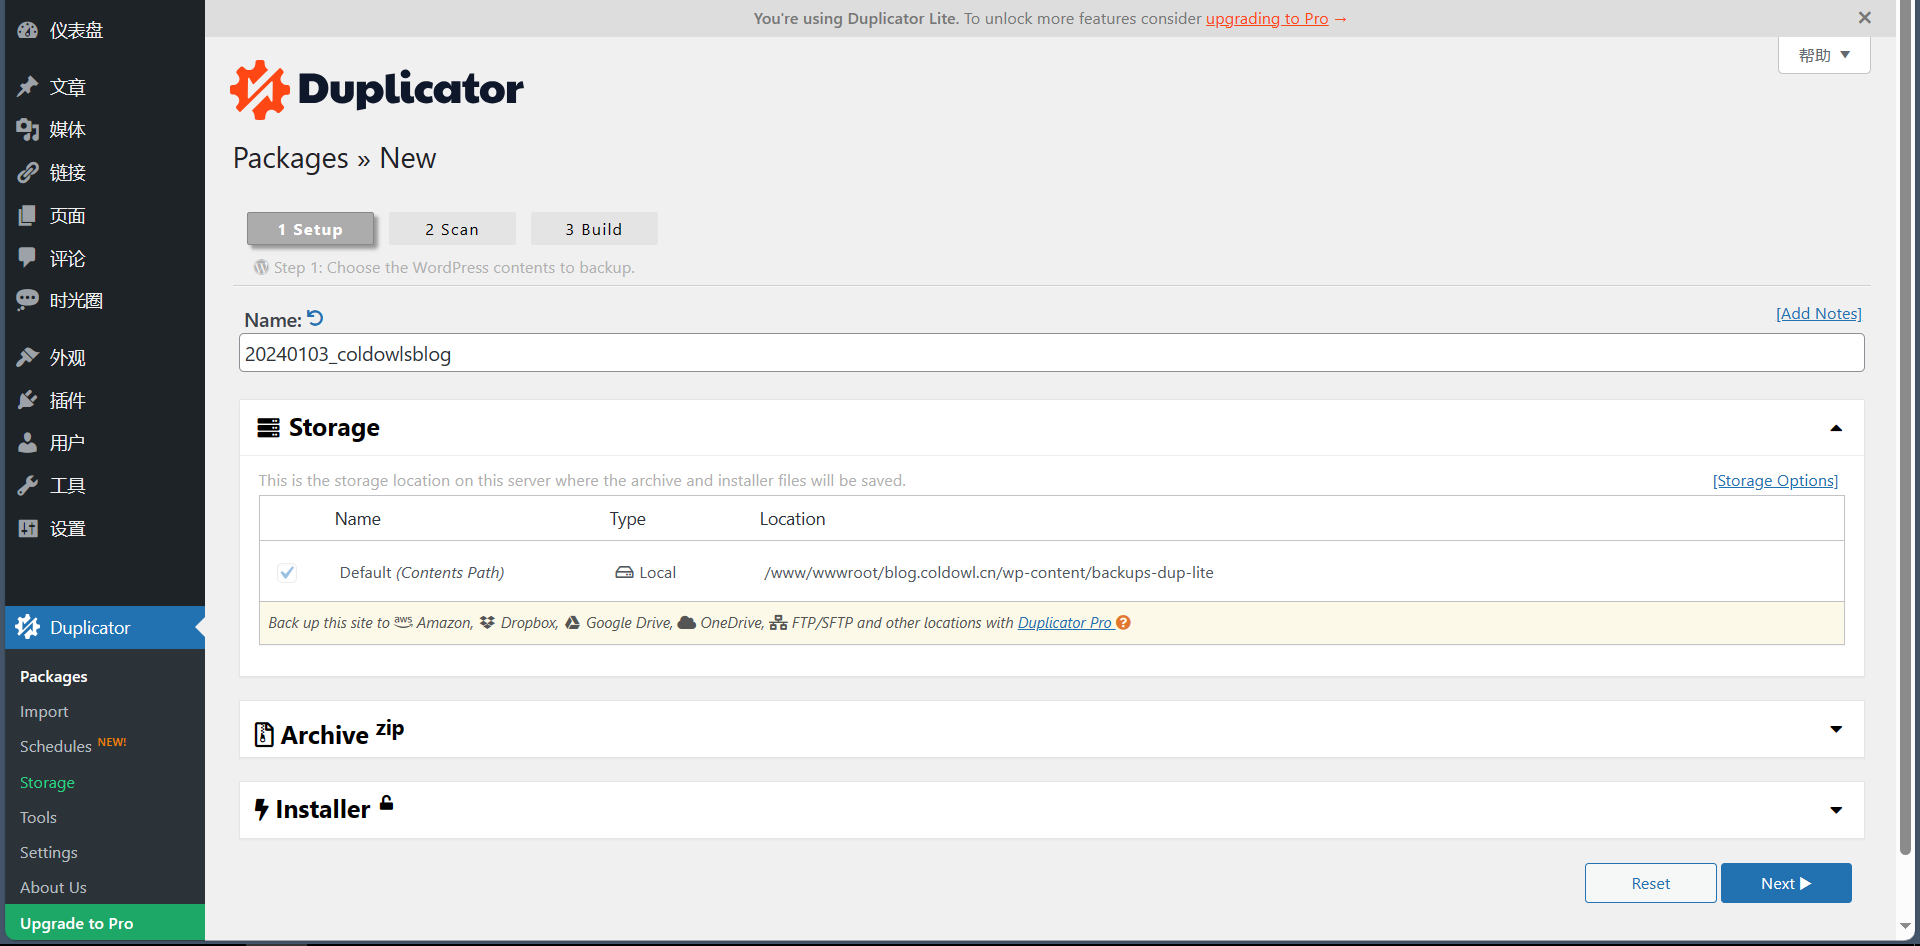 You're using Duplicator Lite. To unlock more features consider upgrading to Pro →
帮助
仪表盘
文章
媒体
链接
页面
评论
时光圈
外观
插件
用户
工具
设置
Duplicator
Packages
Import
Schedules NEW!
Storage
Tools
Settings
About Us
Upgrade to Pro
Duplicator
Packages » New
1 Setup
2 Scan
3 Build
Step 1: Choose the WordPress contents to backup.
Name:
[Add Notes]
20240103_coldowlsblog
Storage
This is the storage location on this server where the archive and installer files will be saved.
[Storage Options]
Name Type Location
Default (Contents Path) Local /www/wwwroot/blog.coldowl.cn/wp-content/backups-dup-lite
Back up this site to aws Amazon, Dropbox, Google Drive, OneDrive, FTP/SFTP and other locations with Duplicator Pro ?
Archive zip
Installer
Reset
Next